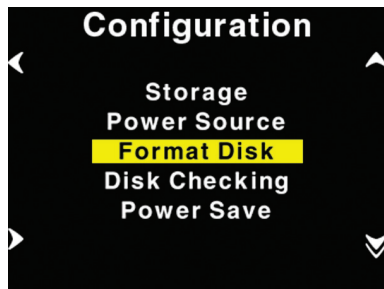 Configuration
Storage
Power Source
Format Disk
Disk Checking
Power Save